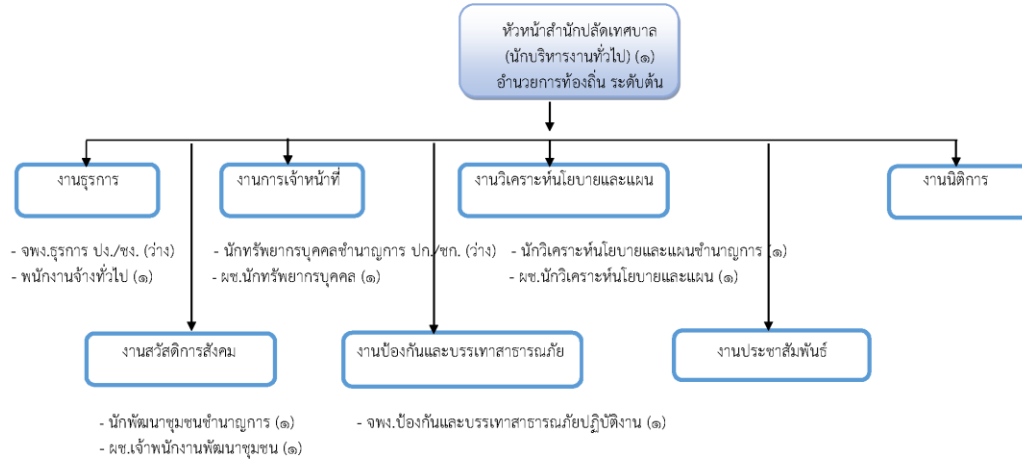 หัวหน้าสำนักปลัดเทศบาล
(นักบริหารงานทั่วไป) (๑)
อำนวยการท้องถิ่น ระดับต้น
งานธุรการ
งานการเจ้าหน้าที่
งานวิเคราะห์นโยบายและแผน
งานนิติการ
- จพง.ธุรการ ปง./ชง. (ว่าง)
- พนักงานจ้างทั่วไป (๑)
- นักทรัพยากรบุคคลชำนาญการ ปก./ชก. (ว่าง)
- ผช.นักทรัพยากรบุคคล (๑)
- นักวิเคราะห์นโยบายและแผนชำนาญการ (๑)
- ผช.นักวิเคราะห์นโยบายและแผน (๑)
งานสวัสดิการสังคม
งานป้องกันและบรรเทาสาธารณภัย
งานประชาสัมพันธ์
- นักพัฒนาชุมชนชำนาญการ (๑)
- ผช.เจ้าพนักงานพัฒนาชุมชน (๑)
- จพง.ป้องกันและบรรเทาสาธารณภัยปฏิบัติงาน (๑)